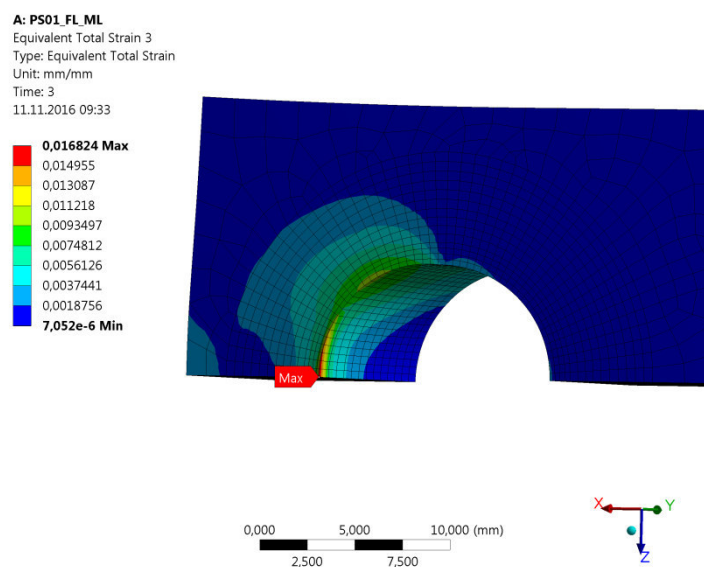 A: PS01_FL_ML
Equivalent Total Strain 3
Type: Equivalent Total Strain
Unit: mm/mm
Time: 3
11.11.2016 09:33
0,016824 Max
0,014955
0,013087
0,011218
0,0093497
0,0074812
0,0056126
0,0037441
0,0018756
7,052e-6 Min
Max
0,000 5,000 10,000 (mm)
2,500 7,500
X Y
Z